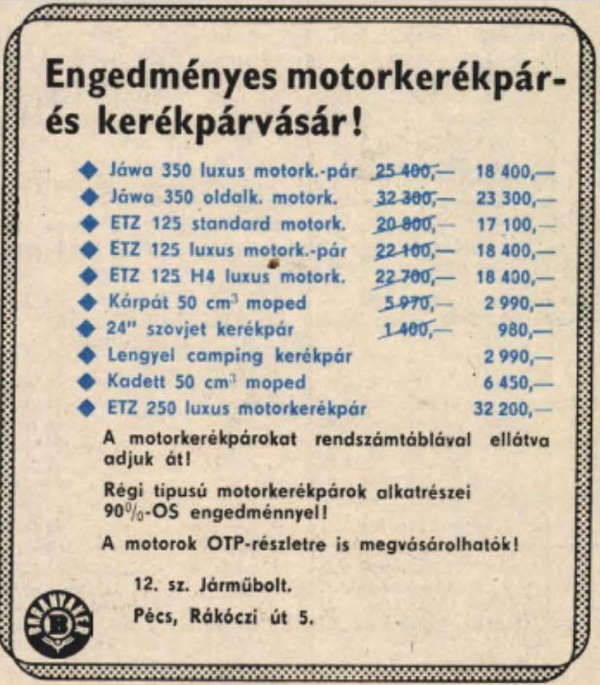 Engedményes motorkerékpár-
és kerékpárvásár!
Jáwa 350 luxus motork.-pár 25 400,— 18 400,—
Jáwa 350 oldalk. motork. 32 300,— 23 300,—
ETZ 125 standard motork. 20 800,— 17 100,—
ETZ 125 luxus motork.-pár 22 100,— 18 400,—
ETZ 125 H4 luxus motork. 22 700,— 18 400,—
Kárpát 50 cm³ moped 5 970,— 2 990,—
24" szovjet kerékpár 1 400,— 980,—
Lengyel camping kerékpár 2 990,—
Kadett 50 cm³ moped 6 450,—
ETZ 250 luxus motorkerékpár 32 200,—
A motorkerékpárokat rendszámtáblával ellátva
adjuk át!
Régi típusú motorkerékpárok alkatrészei
90%-OS engedménnyel!
A motorok OTP-részletre is megvásárolhatók!
12. sz. Járműbolt.
Pécs, Rákóczi út 5.
B